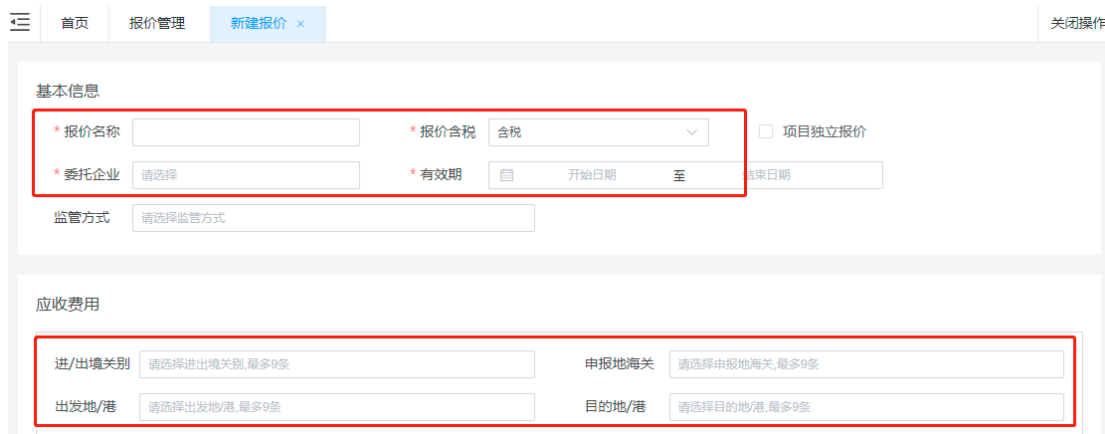 首页 报价管理 新建报价 × 关闭操作
基本信息
* 报价名称 * 报价含税 含税 项目独立报价
* 委托企业 请选择 * 有效期 开始日期 至 结束日期
监管方式 请选择监管方式
应收费用
进/出境关别 请选择进出境关别,最多9条 申报地海关 请选择申报地海关,最多9条
出发地/港 请选择出发地/港,最多9条 目的地/港 请选择目的地/港,最多9条